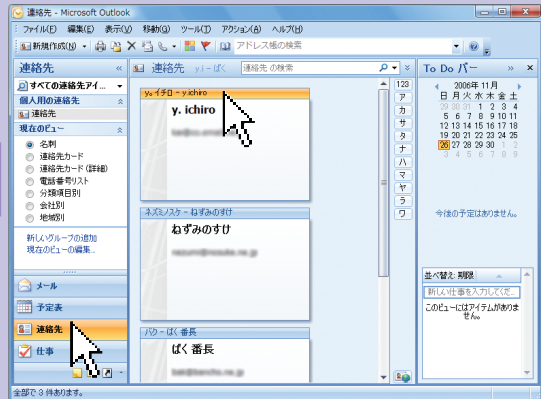 連絡先 - Microsoft Outlook
ファイル(F) 編集(E) 表示(V) 移動(G) ツール(T) アクション(A) ヘルプ(H)
新規作成(N) アドレス帳の検索
連絡先 «
すべての連絡先アイ...
個人用の連絡先
連絡先
現在のビュー
名刺
連絡先カード
連絡先カード(詳細)
電話番号リスト
分類項目別
会社別
地域別
新しいグループの追加
現在のビューの編集...
メール
予定表
連絡先
仕事
連絡先 y.i - ばく 連絡先 の検索
y。イチロ - y.ichiro
y. ichiro
ネズミノスケ - ねずみのすけ
ねずみのすけ
バク - ばく 番長
ばく 番長
123
ア
カ
サ
タ
ナ
ハ
マ
ヤ
ラ
ワ
To Do バー » ×
2006年 11月
日 月 火 水 木 金 土
29 30 31 1 2 3 4
5 6 7 8 9 10 11
12 13 14 15 16 17 18
19 20 21 22 23 24 25
26 27 28 29 30 1 2
3 4 5 6 7 8 9
今後の予定はありません。
並べ替え: 期限
新しい仕事を入力してくだ...
このビューにはアイテムがありません。
全部で 3 件あります。